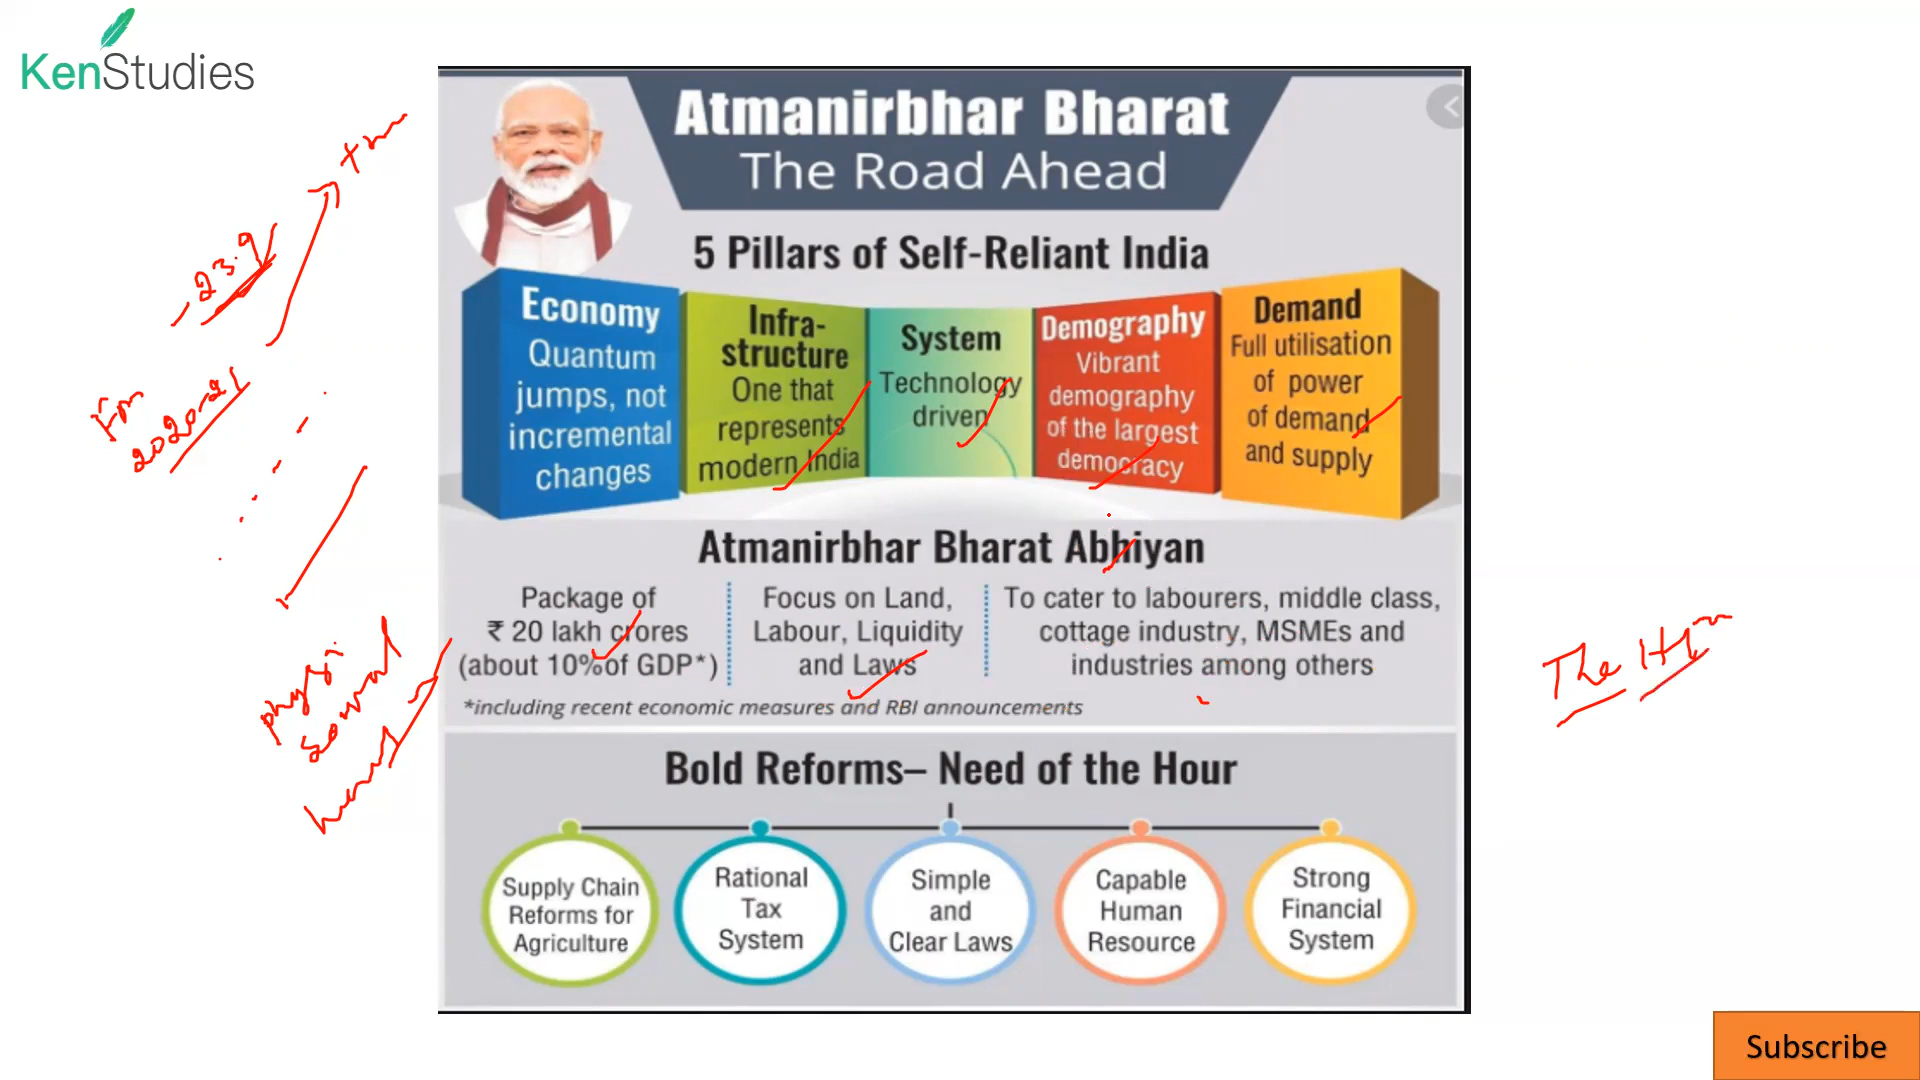 KenStudies
Atmanirbhar Bharat
The Road Ahead
5 Pillars of Self-Reliant India
Economy
Quantum
jumps, not
incremental
changes
Infra-
structure
One that
represents
modern India
System
Technology
driven
Demography
Vibrant
demography
of the largest
democracy
Demand
Full utilisation
of power
of demand
and supply
-23.9
2020-21
Atmanirbhar Bharat Abhiyan
Package of
₹ 20 lakh crores
(about 10% of GDP*)
Focus on Land,
Labour, Liquidity
and Laws
To cater to labourers, middle class,
cottage industry, MSMEs and
industries among others
*including recent economic measures and RBI announcements
The
Bold Reforms– Need of the Hour
Supply Chain
Reforms for
Agriculture
Rational
Tax
System
Simple
and
Clear Laws
Capable
Human
Resource
Strong
Financial
System
Subscribe